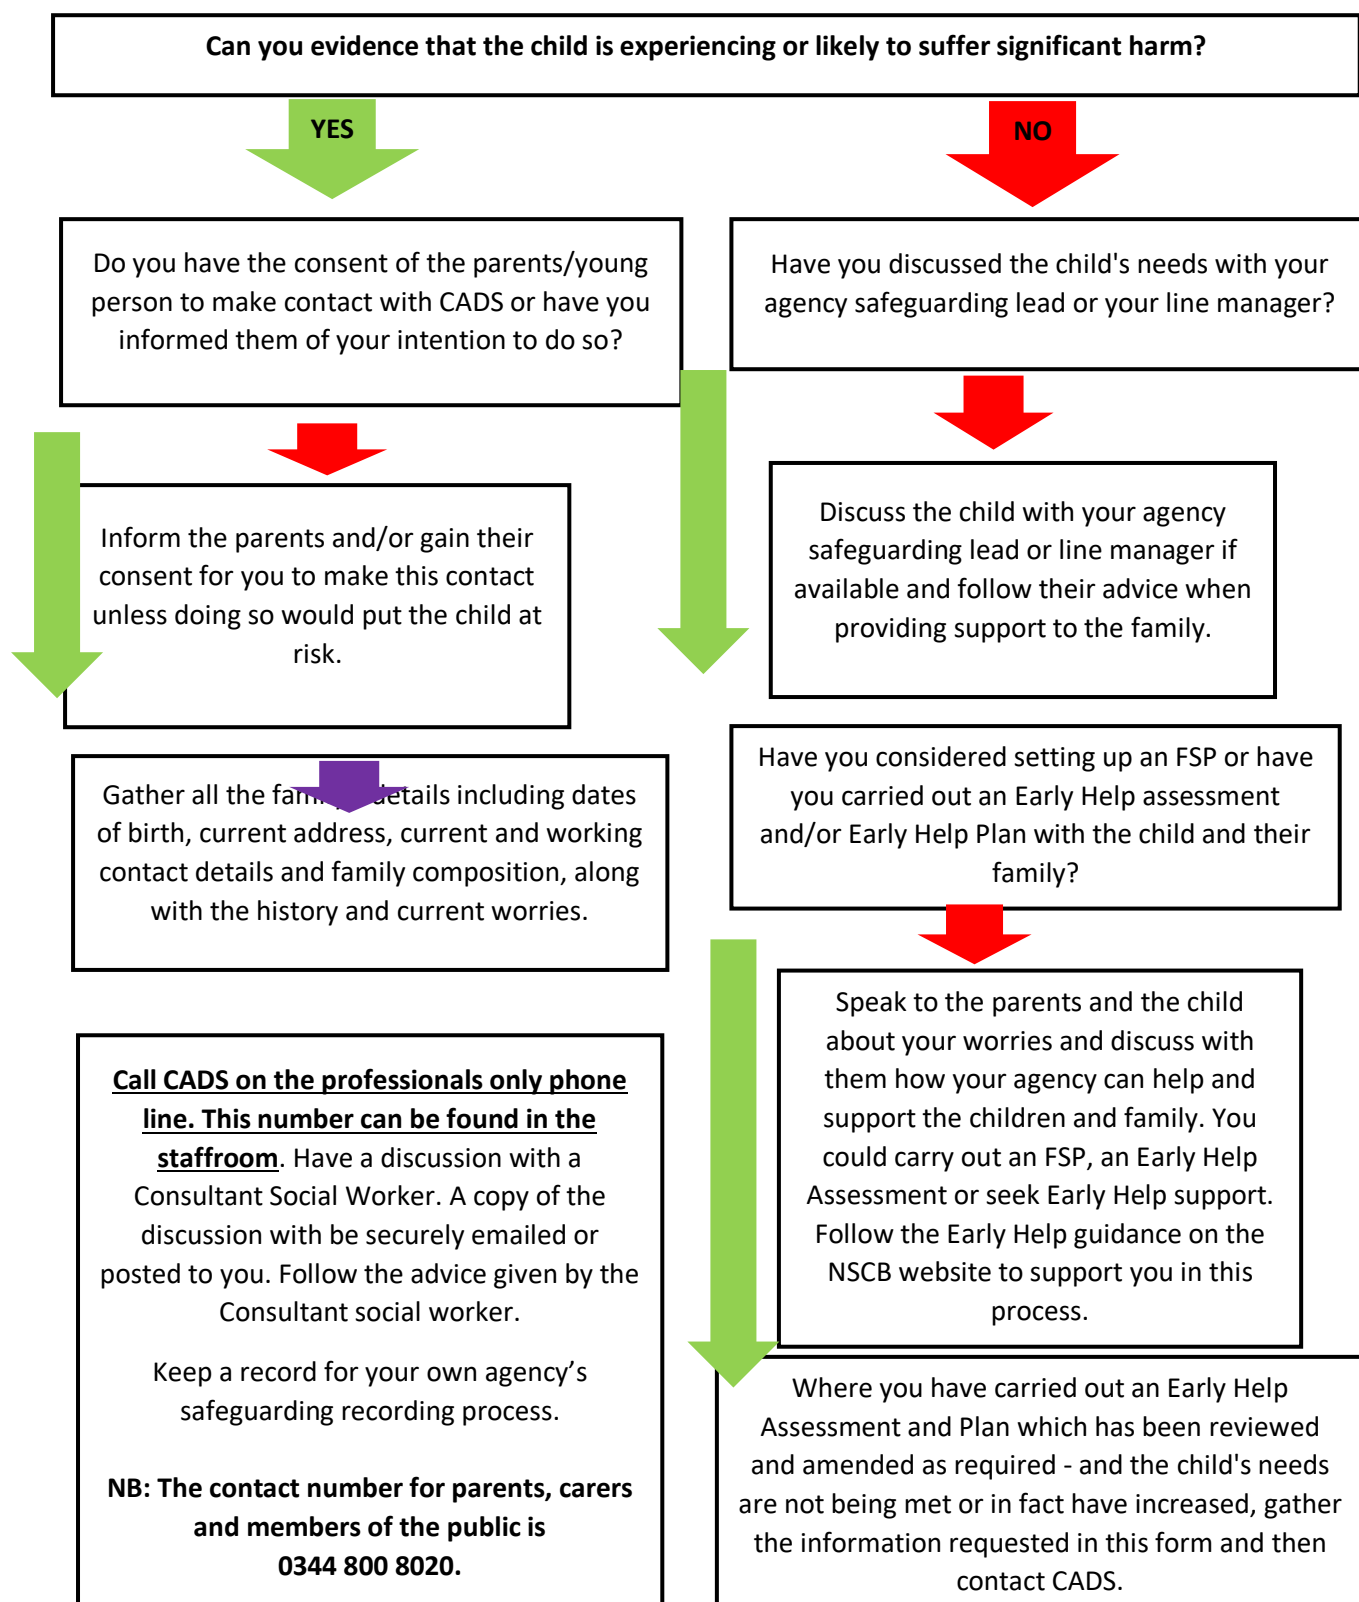 Can you evidence that the child is experiencing or likely to suffer significant harm?
YES
NO
Do you have the consent of the parents/young
person to make contact with CADS or have you
informed them of your intention to do so?
Inform the parents and/or gain their
consent for you to make this contact
unless doing so would put the child at
risk.
Gather all the details including dates
of birth, current address, current and working
contact details and family composition, along
with the history and current worries.
Call CADS on the professionals only phone
line. This number can be found in the
staffroom. Have a discussion with a
Consultant Social Worker. A copy of the
discussion with be securely emailed or
posted to you. Follow the advice given by the
Consultant social worker.
Keep a record for your own agency’s
safeguarding recording process.
NB: The contact number for parents, carers
and members of the public is
0344 800 8020.
Have you discussed the child's needs with your
agency safeguarding lead or your line manager?
Discuss the child with your agency
safeguarding lead or line manager if
available and follow their advice when
providing support to the family.
Have you considered setting up an FSP or have
you carried out an Early Help assessment
and/or Early Help Plan with the child and their
family?
Speak to the parents and the child
about your worries and discuss with
them how your agency can help and
support the children and family. You
could carry out an FSP, an Early Help
Assessment or seek Early Help support.
Follow the Early Help guidance on the
NSCB website to support you in this
process.
Where you have carried out an Early Help
Assessment and Plan which has been reviewed
and amended as required - and the child's needs
are not being met or in fact have increased, gather
the information requested in this form and then
contact CADS.